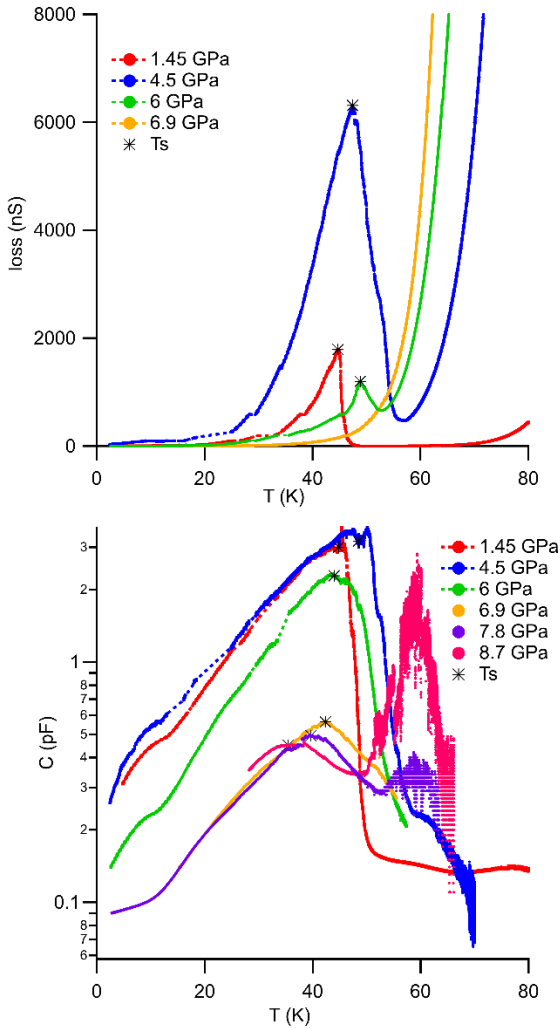 8000
6000
4000
2000
0
loss (nS)
1.45 GPa
4.5 GPa
6 GPa
6.9 GPa
Ts
0 20 40 60 80
T (K)
3
2
1
9
8
7
6
5
4
3
2
0.1
9
8
7
6
C (pF)
1.45 GPa
4.5 GPa
6 GPa
6.9 GPa
7.8 GPa
8.7 GPa
Ts
0 20 40 60 80
T (K)